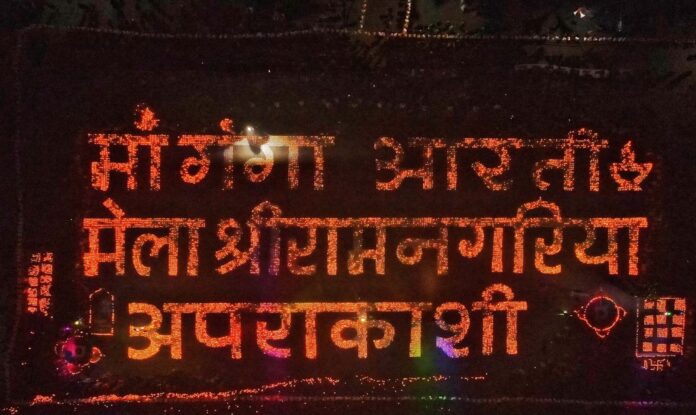 माँ गंगा आरती
मेला श्रीरामनगरिया
अपराकाशी